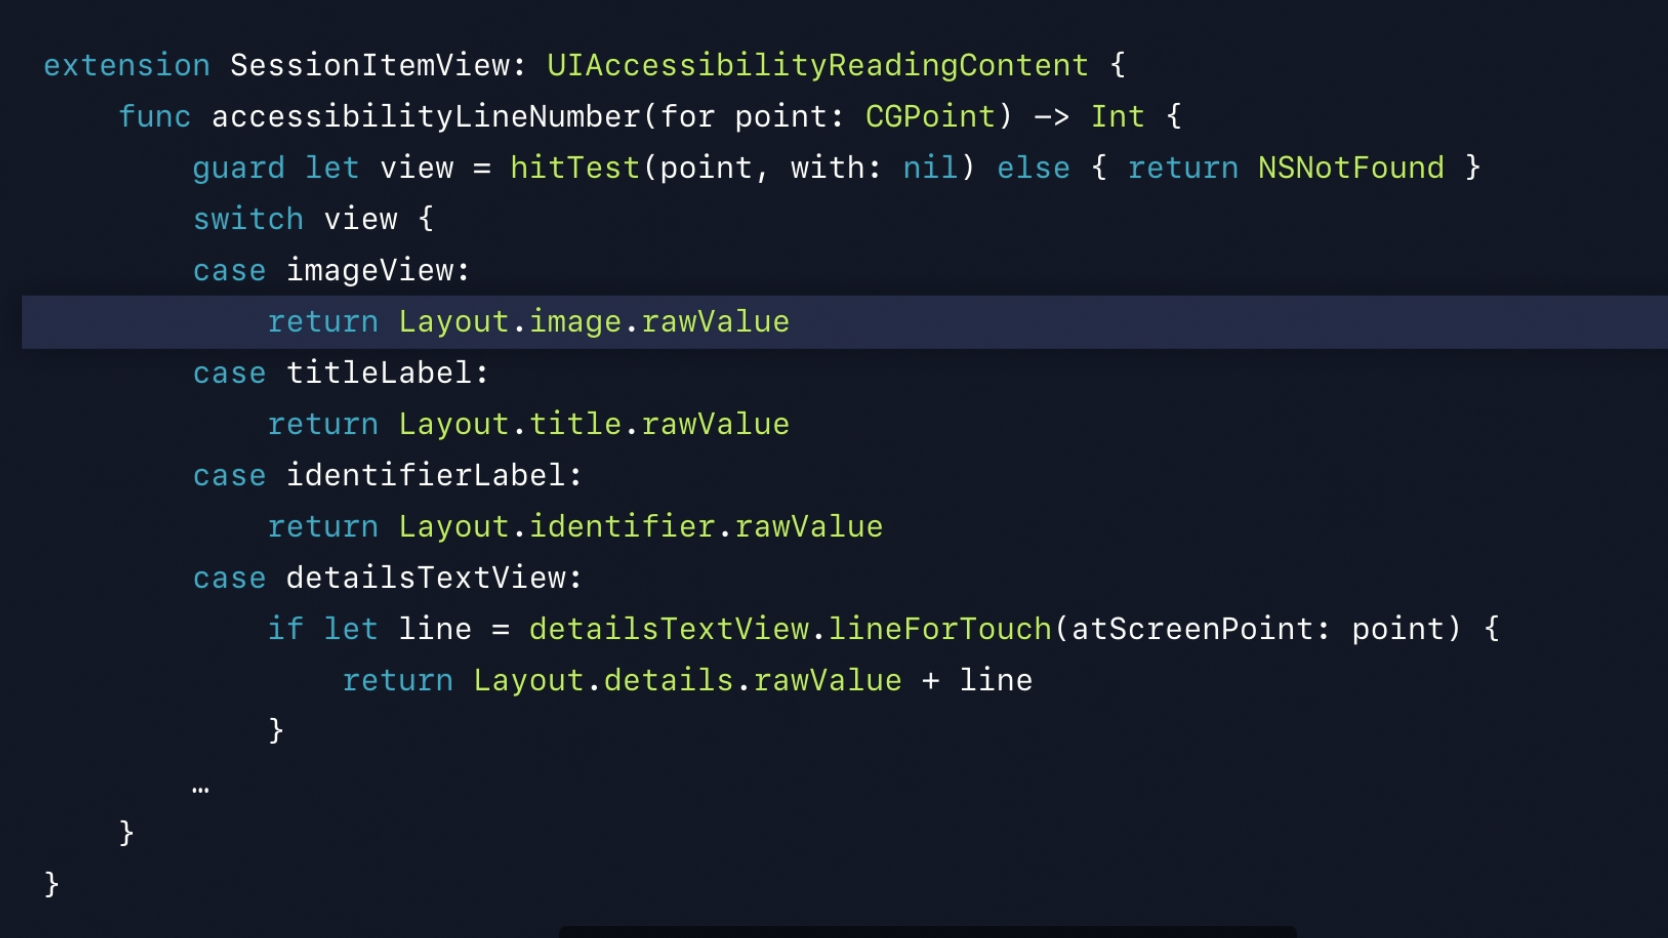 extension SessionItemView: UIAccessibilityReadingContent {
func accessibilityLineNumber(for point: CGPoint) -> Int {
guard let view = hitTest(point, with: nil) else { return NSNotFound }
switch view {
case imageView:
return Layout.image.rawValue
case titleLabel:
return Layout.title.rawValue
case identifierLabel:
return Layout.identifier.rawValue
case detailsTextView:
if let line = detailsTextView.lineForTouch(atScreenPoint: point) {
return Layout.details.rawValue + line
}
…
}
}